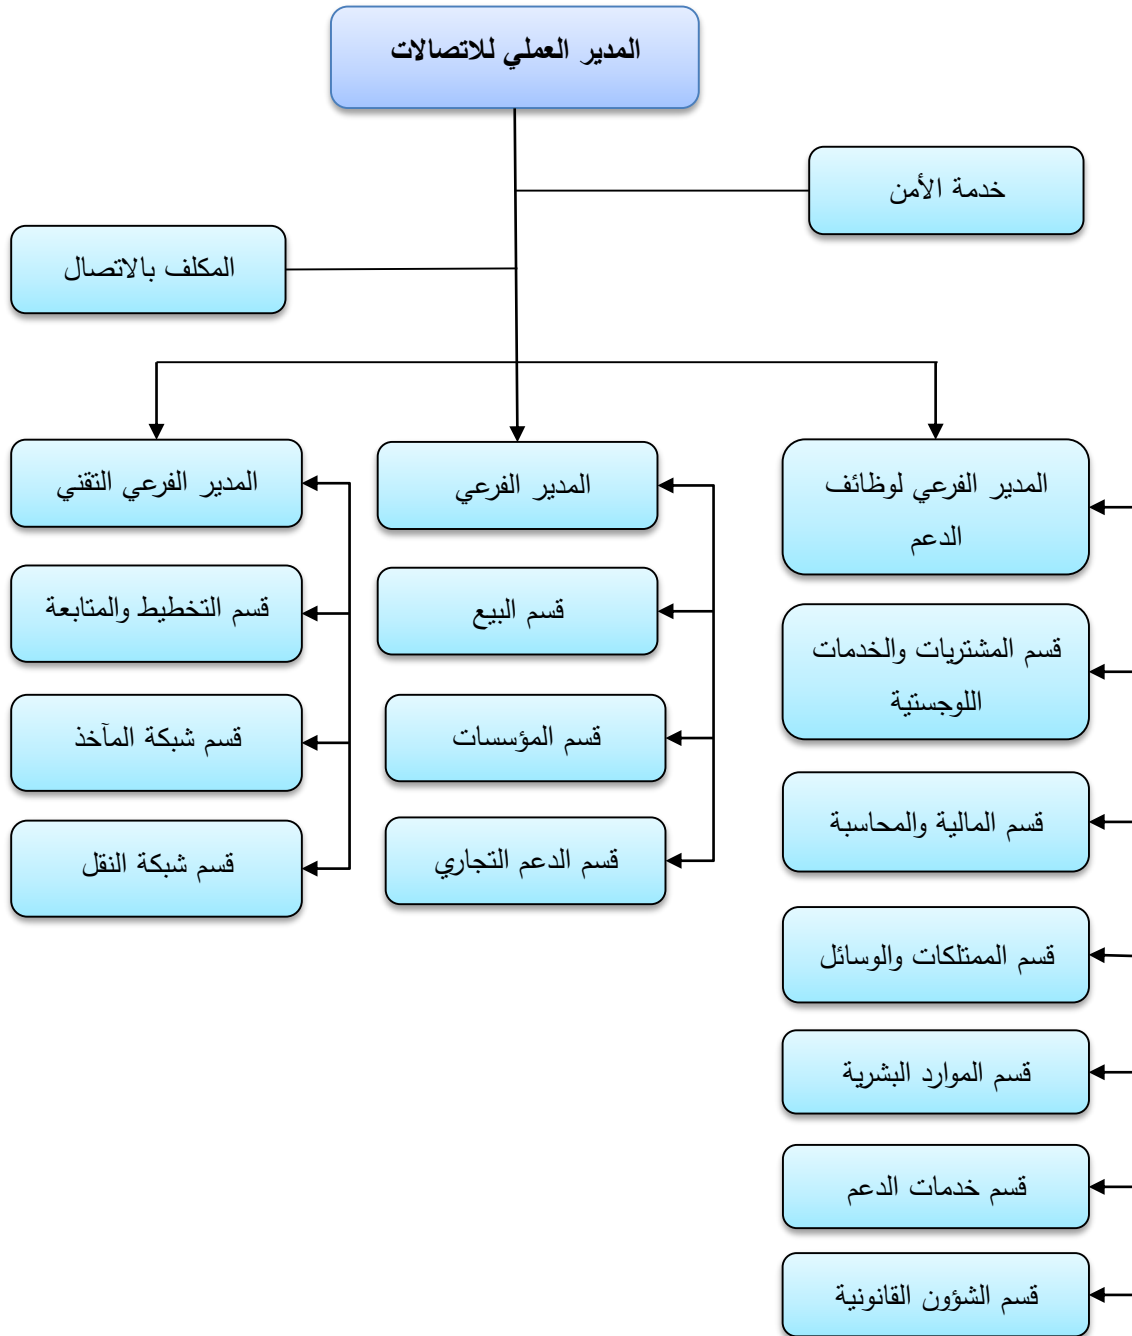 المدير العملي للاتصالات
خدمة الأمن
المكلف بالاتصال
المدير الفرعي لوظائف
الدعم
المدير الفرعي
المدير الفرعي التقني
قسم المشتريات والخدمات
اللوجستية
قسم البيع
قسم التخطيط والمتابعة
قسم المالية والمحاسبة
قسم المؤسسات
قسم شبكة المآخذ
قسم الممتلكات والوسائل
قسم الدعم التجاري
قسم شبكة النقل
قسم الموارد البشرية
قسم خدمات الدعم
قسم الشؤون القانونية